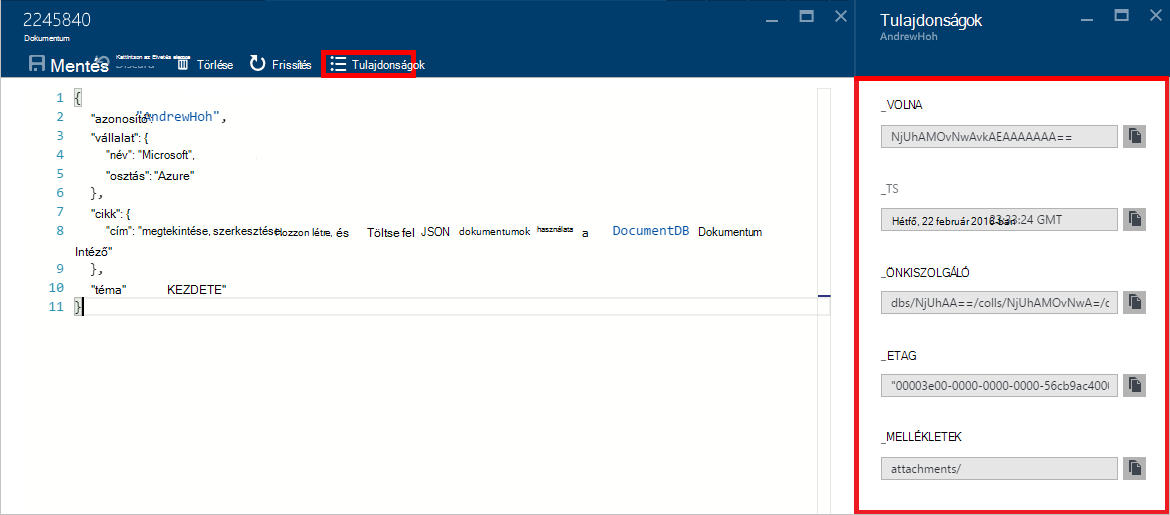 2245840
Dokumentum
Mentés Kattintson az Elvetés elemre Discard Törlése Frissítés Tulajdonságok
1 {
2 "azonosító": "AndrewHoh",
3 "vállalat": {
4 "név": "Microsoft",
5 "osztás": "Azure"
6 },
7 "cikk": {
8 "cím": "megtekintése, szerkesztése Hozzon létre, és Töltse fel JSON dokumentumok használata a DocumentDB Dokumentum
Intéző"
9 },
10 "téma" KEZDETE"
11 }
Tulajdonságok
AndrewHoh
_VOLNA
NjUhAMOvNwAvkAEAAAAAAA==
_TS
Hétfő, 22 február 2016-ban 23:33:24 GMT
_ÖNKISZOLGÁLÓ
dbs/NjUhAA==/colls/NjUhAMOvNwA=/c
_ETAG
"00003e00-0000-0000-0000-56cb9ac4000
_MELLÉKLETEK
attachments/